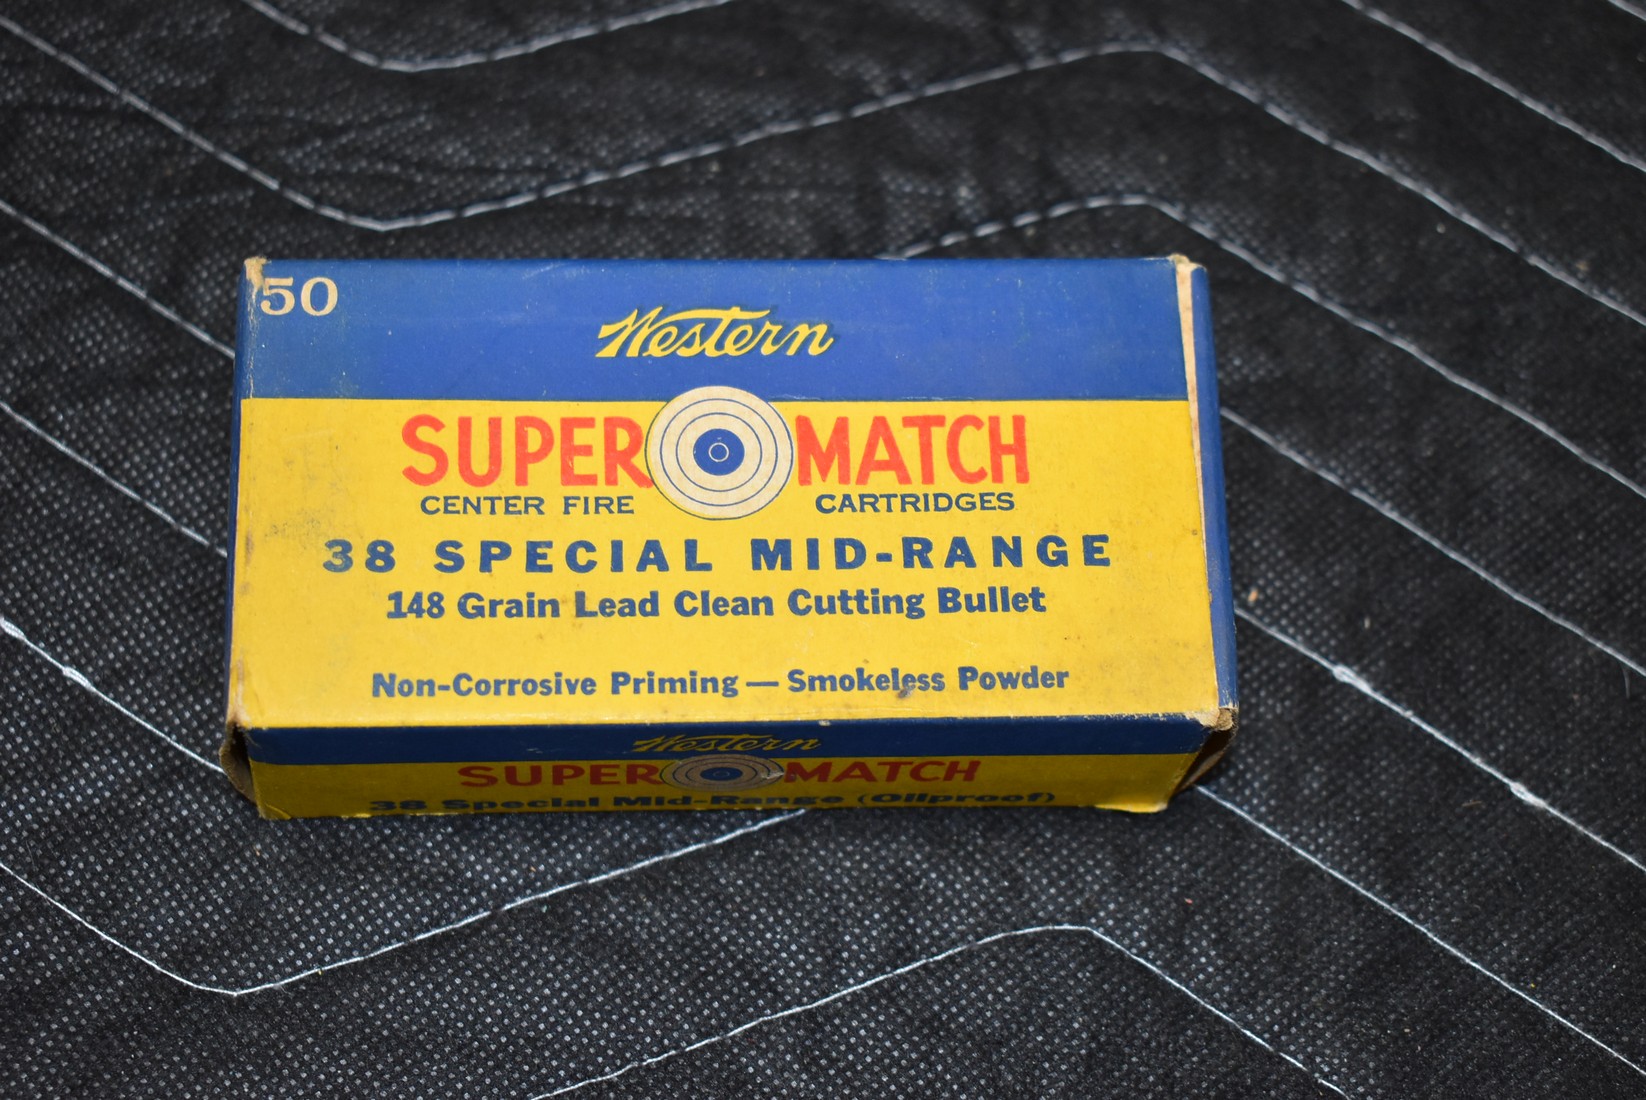 50
Western
SUPER MATCH
CENTER FIRE CARTRIDGES
38 SPECIAL MID-RANGE
148 Grain Lead Clean Cutting Bullet
Non-Corrosive Priming — Smokeless Powder
Western
SUPER MATCH
38 Special Mid-Range (Oilproof)